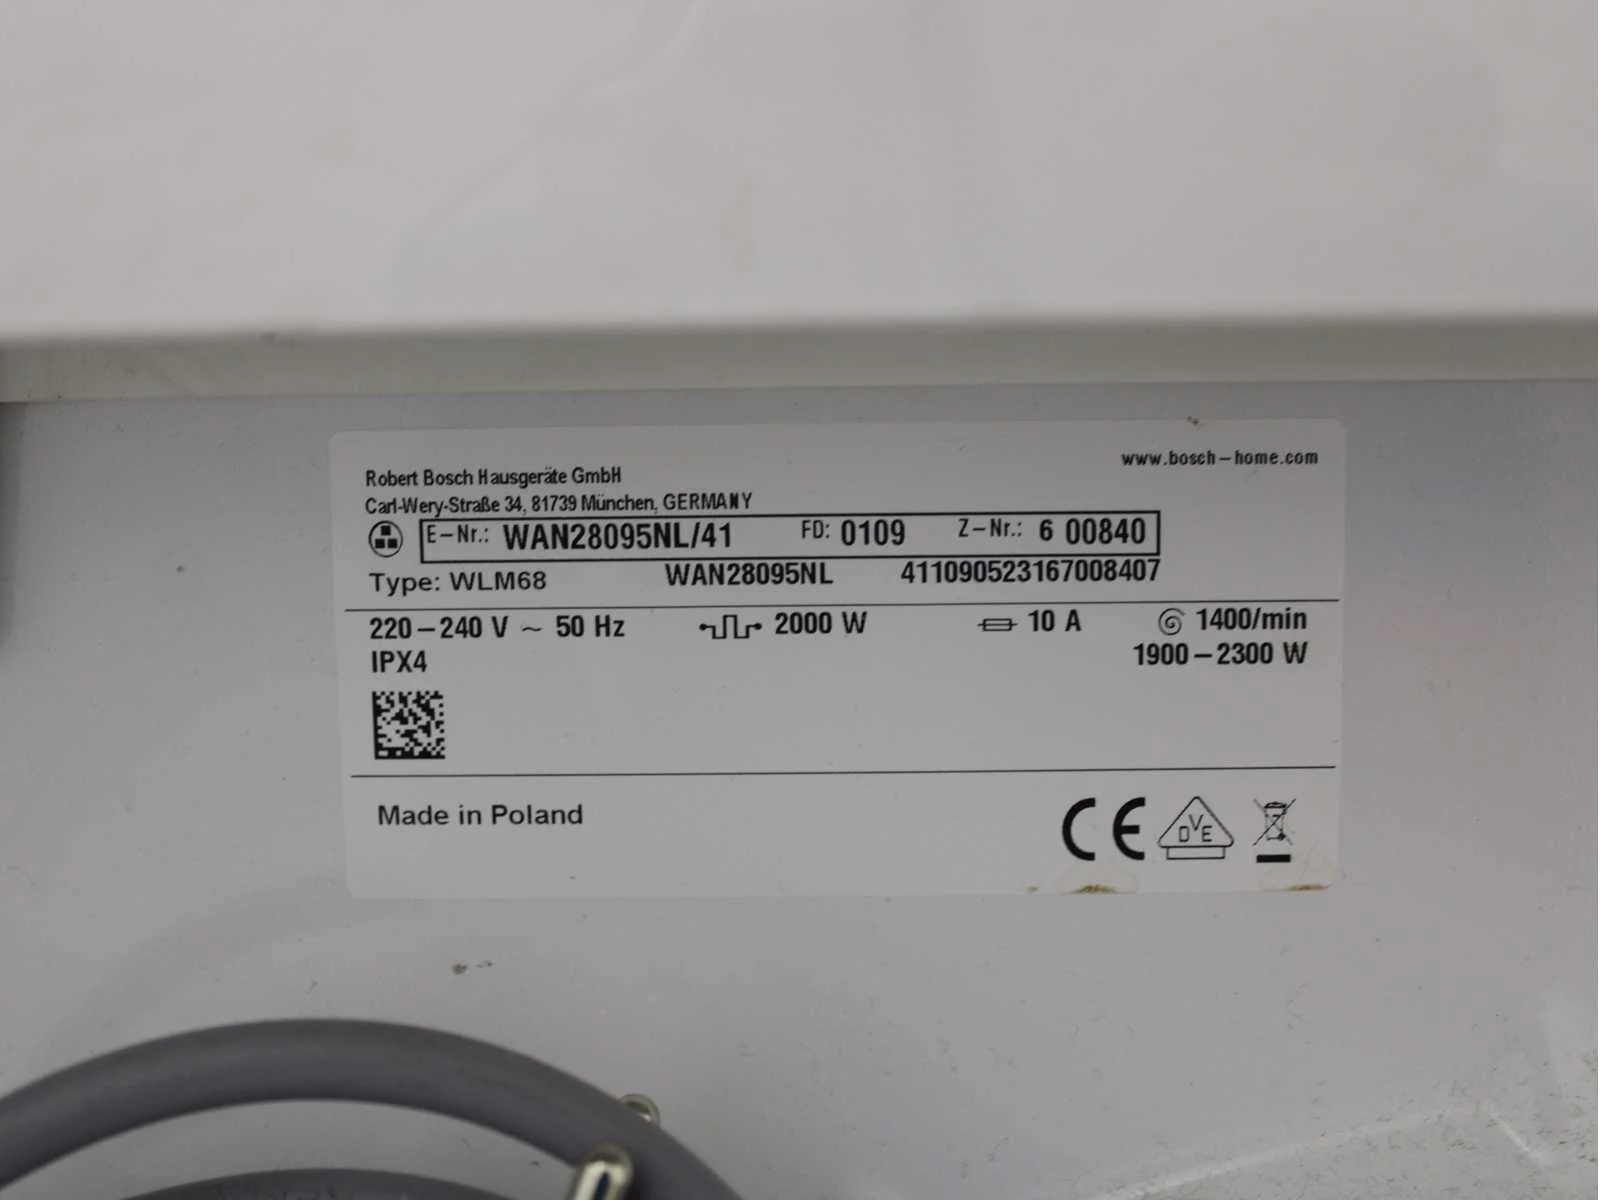 www.bosch-home.com
Robert Bosch Hausgeräte GmbH
Carl-Wery-Straße 34, 81739 München, GERMANY
E-Nr.: WAN28095NL/41 FD: 0109 Z-Nr.: 6 00840
Type: WLM68 WAN28095NL 411090523167008407
220-240 V ~ 50 Hz 2000 W 10 A 1400/min
IPX4 1900-2300 W
Made in Poland
CE DVE